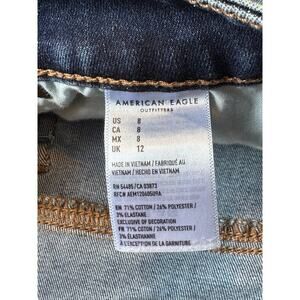 AMERICAN EAGLE
OUTFITTERS
US 8
CA 8
MX 8
UK 12
MADE IN VIETNAM / FABRIQUÉ AU
VIETNAM / HECHO EN VIETNAM
RN 54485/CA 03873
RFC# AEM12060509A
EN 71% COTTON / 26% POLYESTER /
3% ELASTANE
EXCLUSIVE OF DECORATION
FR 71% COTON / 26% POLYESTER /
3% ÉLASTHANNE
À L'EXCEPTION DE LA GARNITURE